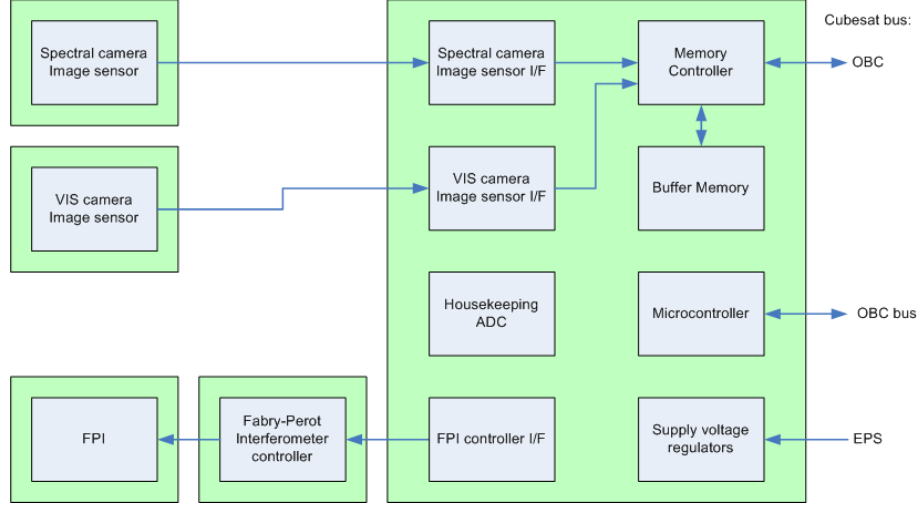 Spectral camera
Image sensor
Spectral camera
Image sensor I/F
Memory
Controller
Cubesat bus:
OBC
VIS camera
Image sensor
VIS camera
Image sensor I/F
Buffer Memory
Housekeeping
ADC
Microcontroller
OBC bus
FPI
Fabry-Perot
Interferometer
controller
FPI controller I/F
Supply voltage
regulators
EPS